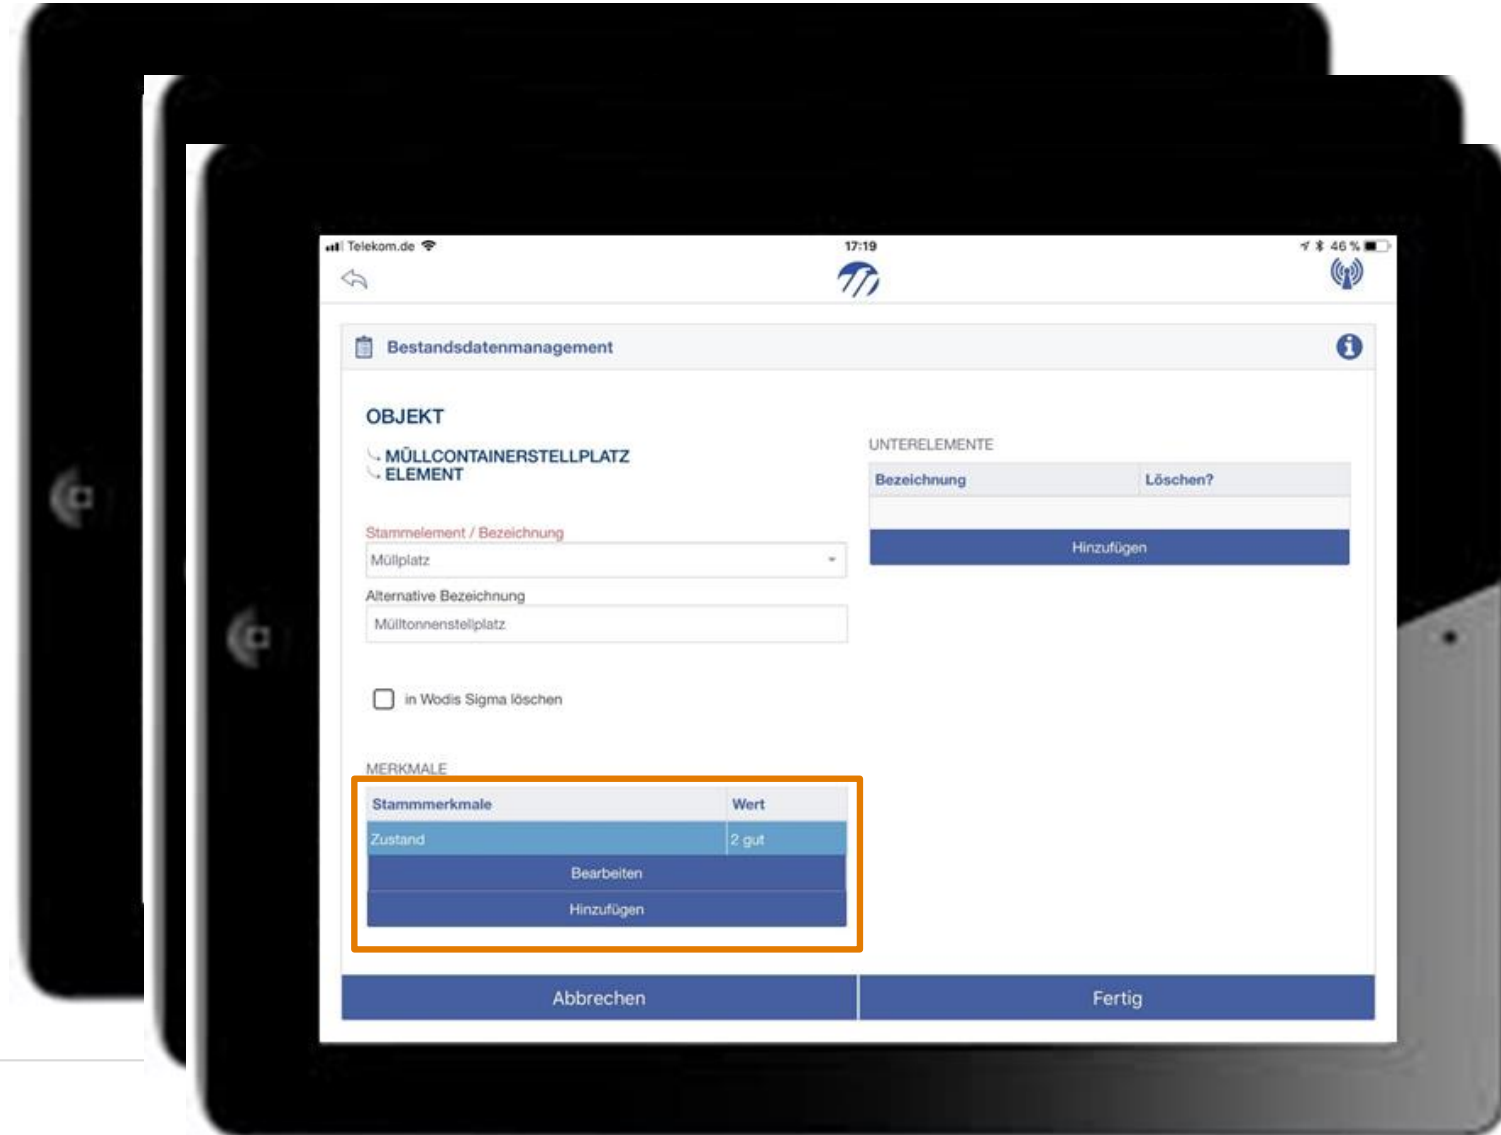 Telekom.de 17:19 46 %
Bestandsdatenmanagement
OBJEKT
MÜLLCONTAINERSTELLPLATZ
ELEMENT
Stammelement / Bezeichnung
Müllplatz
Alternative Bezeichnung
Mülltonnenstellplatz
in Wodis Sigma löschen
MERKMALE
Stammmerkmale Wert
Zustand 2 gut
Bearbeiten
Hinzufügen
UNTERELEMENTE
Bezeichnung Löschen?
Hinzufügen
Abbrechen Fertig